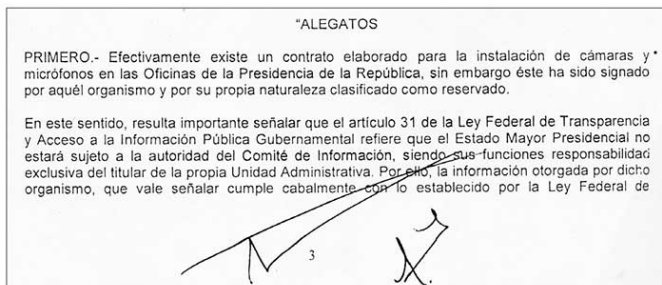 “ALEGATOS
PRIMERO.- Efectivamente existe un contrato elaborado para la instalación de cámaras y
micrófonos en las Oficinas de la Presidencia de la República, sin embargo éste ha sido signado
por aquél organismo y por su propia naturaleza clasificado como reservado.
En este sentido, resulta importante señalar que el artículo 31 de la Ley Federal de Transparencia
y Acceso a la Información Pública Gubernamental refiere que el Estado Mayor Presidencial no
estará sujeto a la autoridad del Comité de Información, siendo sus funciones responsabilidad
exclusiva del titular de la propia Unidad Administrativa. Por ello, la información otorgada por dicho
organismo, que vale señalar cumple cabalmente con lo establecido por la Ley Federal de
3